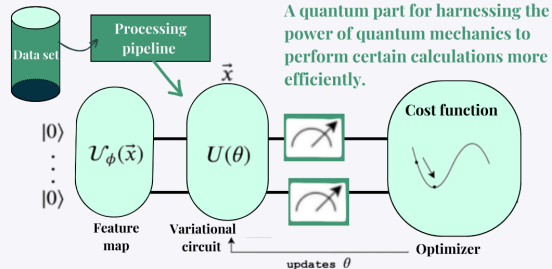 A quantum part for harnessing the
power of quantum mechanics to
perform certain calculations more
efficiently.
Data set
Processing
pipeline
x⃗
Cost function
|0⟩
⋮
|0⟩
𝒰ϕ(x⃗)
U(θ)
Feature
map
Variational
circuit
Optimizer
updates θ